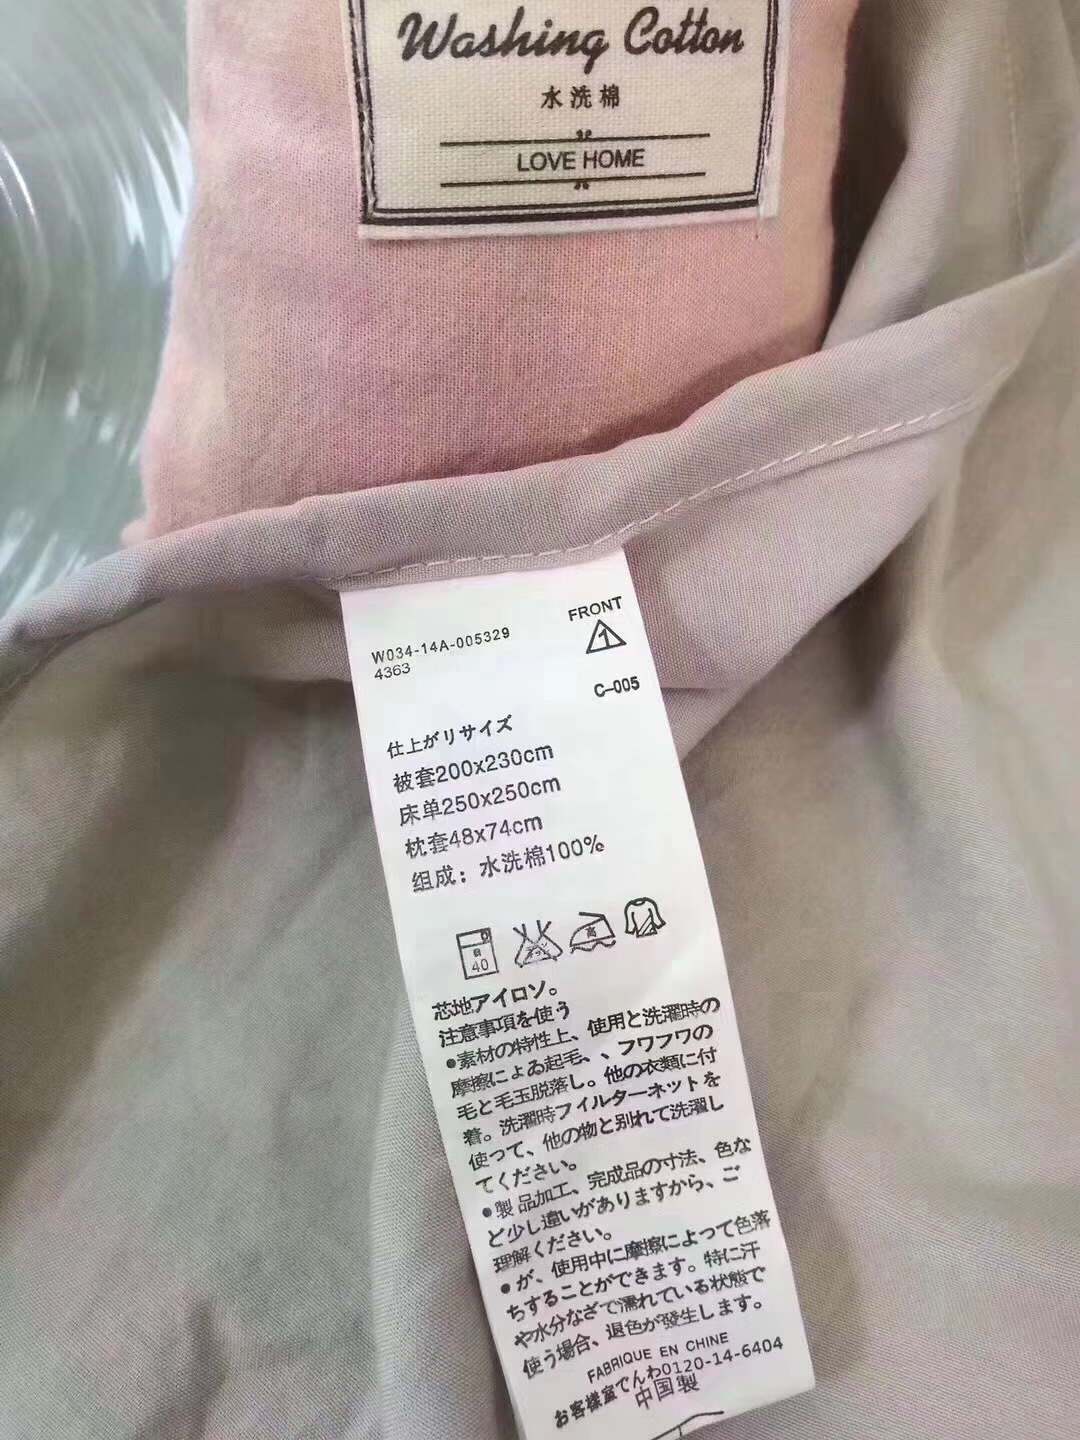 Washing Cotton
水洗棉
LOVE HOME
W034-14A-005329
4363
FRONT
1
C-005
仕上がリサイズ
被套200x230cm
床单250x250cm
枕套48x74cm
组成：水洗棉100%
40
高
芯地アイロソ。
注意事項を使う
●素材の特性上、使用と洗濯時の
摩擦によゐ起毛、、フワフワの
毛と毛玉脱落し。他の衣類に付
着。洗濯時フイルターネットを
使って、他の物と别れて洗濯し
てください。
●製品加工、完成品の寸法、色な
ど少し違いがありますから、ご
理解ください。
●が、使用中に摩擦によって色落
ちすることができます。特に汗
や水分なざで濡れている状態で
使う場合、退色が發生します。
FABRIQUE EN CHINE
お客様室でんわ0120-14-6404
中国製